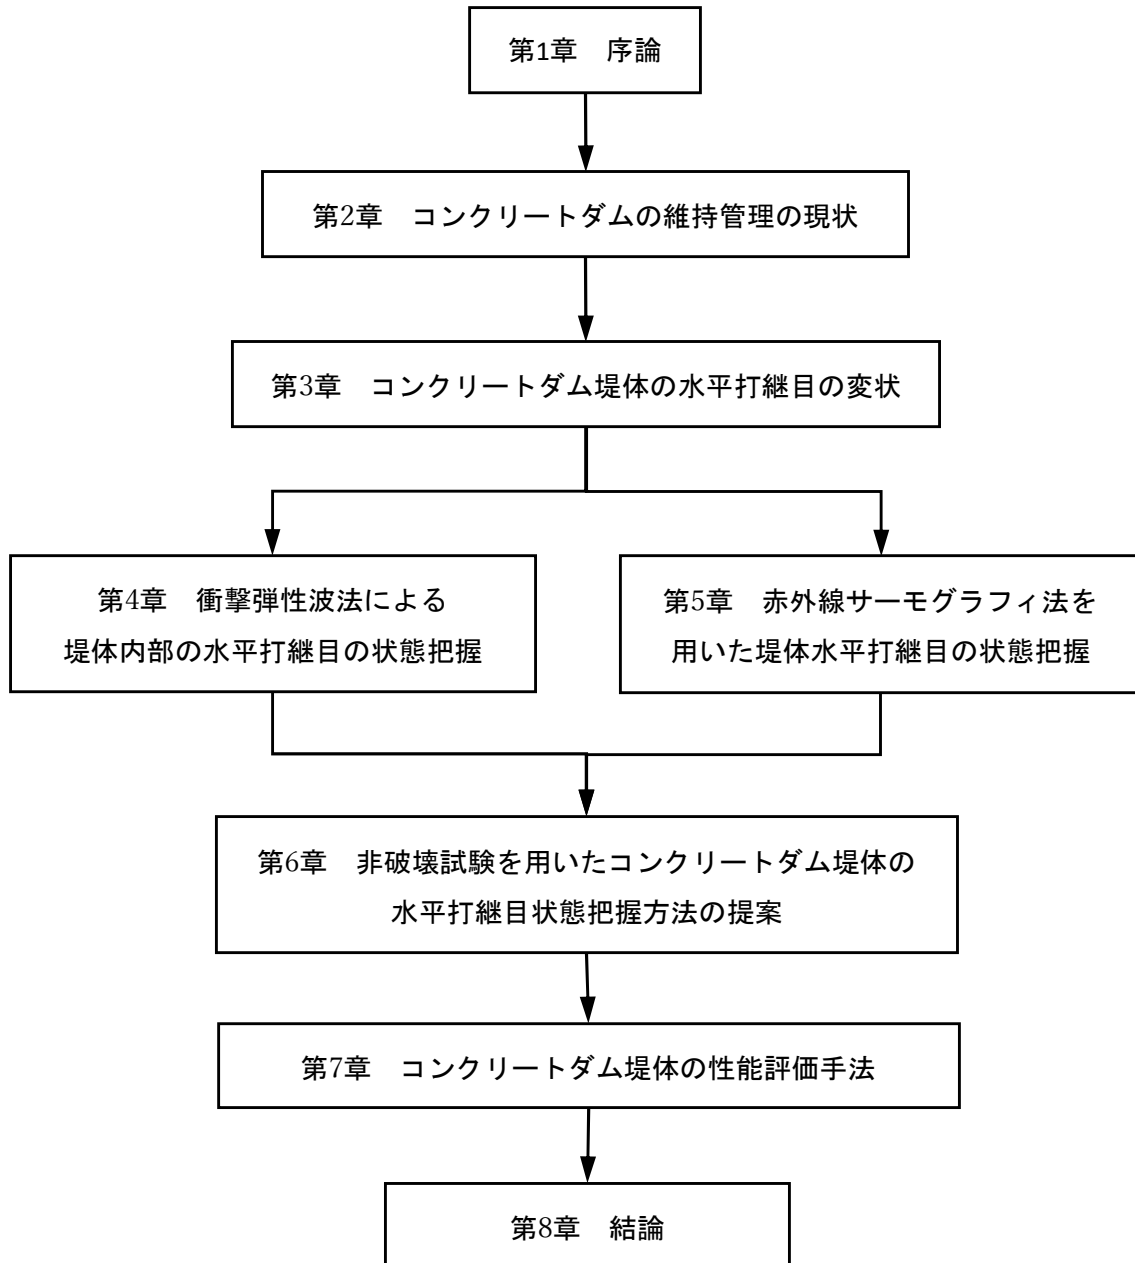 第1章　序論
第2章　コンクリートダムの維持管理の現状
第3章　コンクリートダム堤体の水平打継目の変状
第4章　衝撃弾性波法による
堤体内部の水平打継目の状態把握
第5章　赤外線サーモグラフィ法を
用いた堤体水平打継目の状態把握
第6章　非破壊試験を用いたコンクリートダム堤体の
水平打継目状態把握方法の提案
第7章　コンクリートダム堤体の性能評価手法
第8章　結論